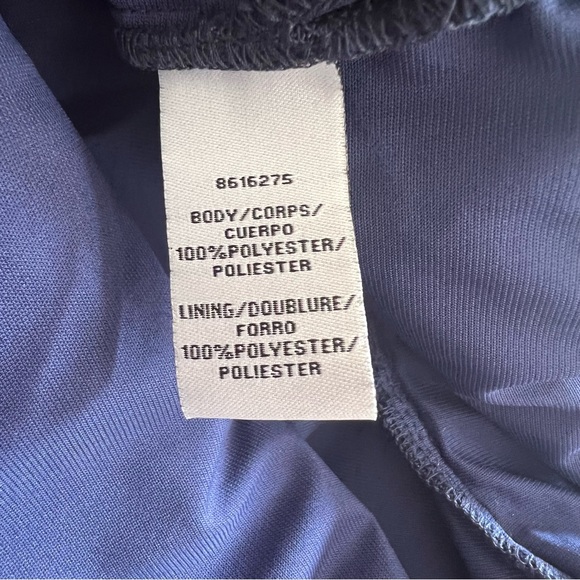 8616275
BODY/CORPS/
CUERPO
100%POLYESTER/
POLIESTER
LINING/DOUBLURE/
FORRO
100%POLYESTER/
POLIESTER